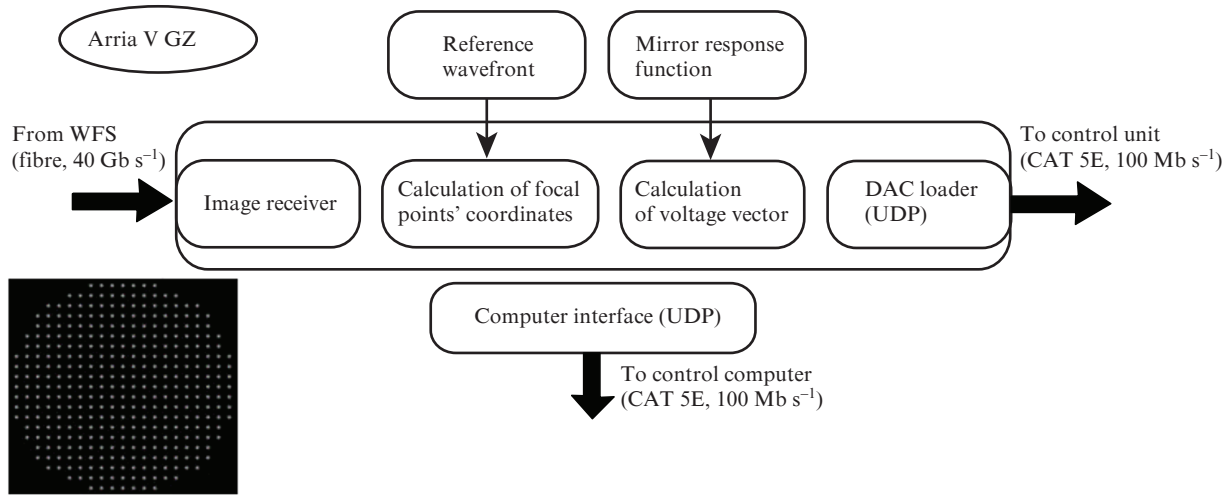 Arria V GZ
Reference
wavefront
Mirror response
function
From WFS
(fibre, 40 Gb s⁻¹)
To control unit
(CAT 5E, 100 Mb s⁻¹)
Image receiver
Calculation of focal
points’ coordinates
Calculation
of voltage vector
DAC loader
(UDP)
Computer interface (UDP)
To control computer
(CAT 5E, 100 Mb s⁻¹)